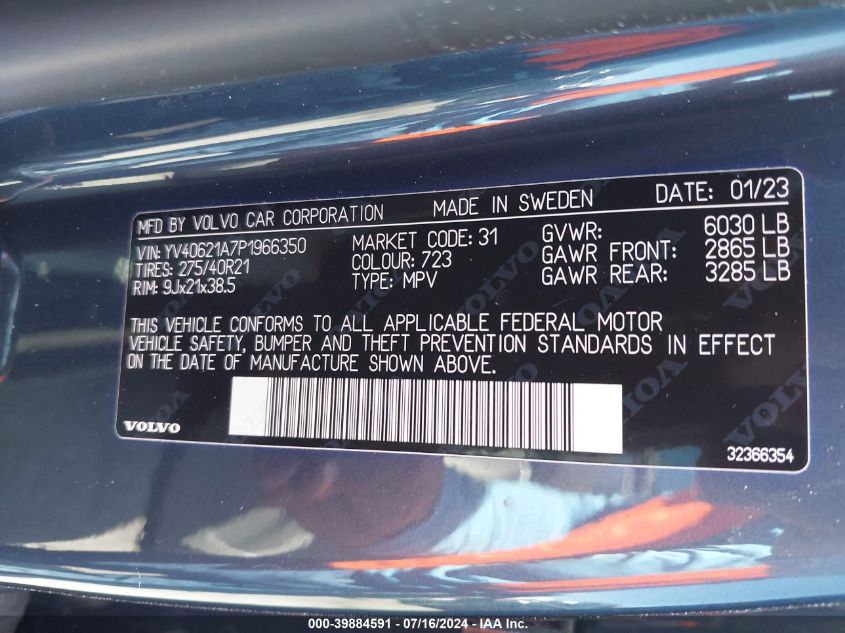 MFD BY VOLVO CAR CORPORATION MADE IN SWEDEN DATE: 01/23
VIN: YV40621A7P1966350 MARKET CODE: 31 GVWR: 6030 LB
TIRES: 275/40R21 COLOUR: 723 GAWR FRONT: 2865 LB
RIM: 9Jx21x38.5 TYPE: MPV GAWR REAR: 3285 LB
THIS VEHICLE CONFORMS TO ALL APPLICABLE FEDERAL MOTOR
VEHICLE SAFETY, BUMPER AND THEFT PREVENTION STANDARDS IN EFFECT
ON THE DATE OF MANUFACTURE SHOWN ABOVE.
VOLVO
32366354
000-39884591 - 07/16/2024 - IAA Inc.